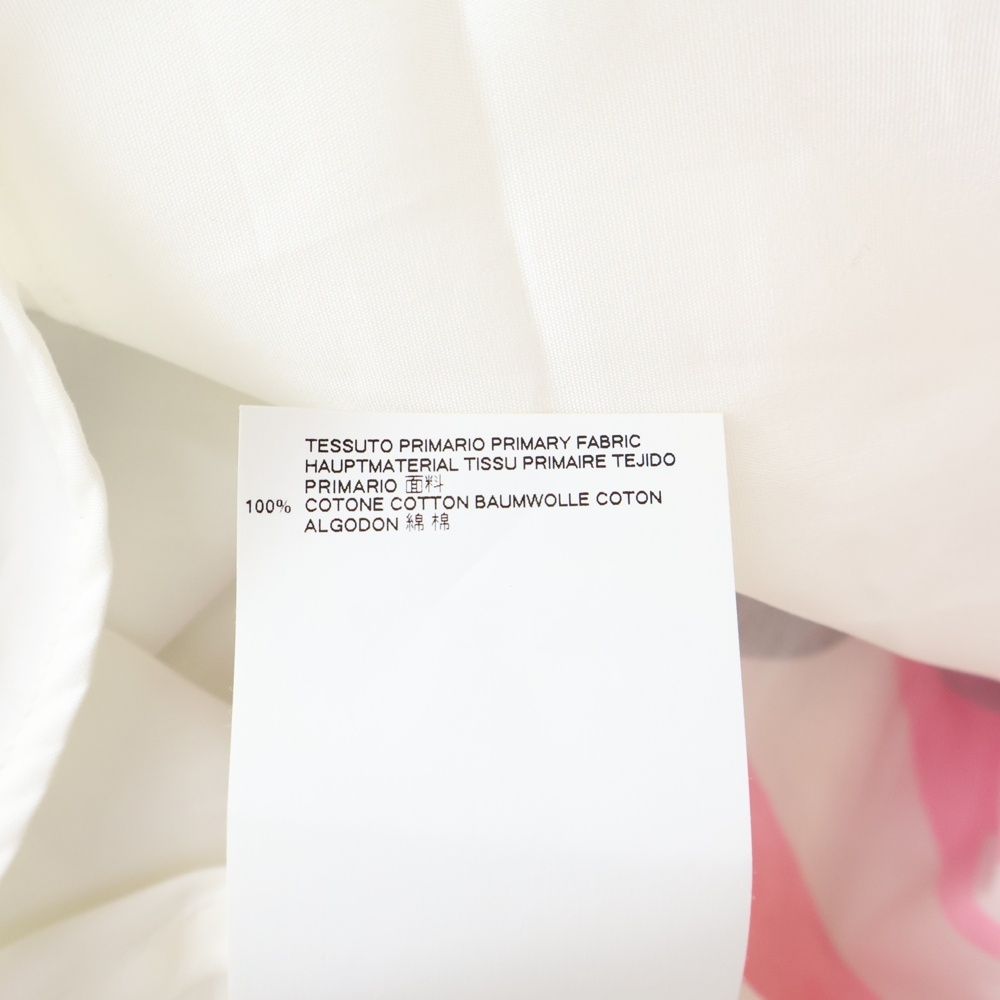 TESSUTO PRIMARIO PRIMARY FABRIC
HAUPTMATERIAL TISSU PRIMAIRE TEJIDO
PRIMARIO 面料
100% COTONE COTTON BAUMWOLLE COTON
ALGODON 綿 棉